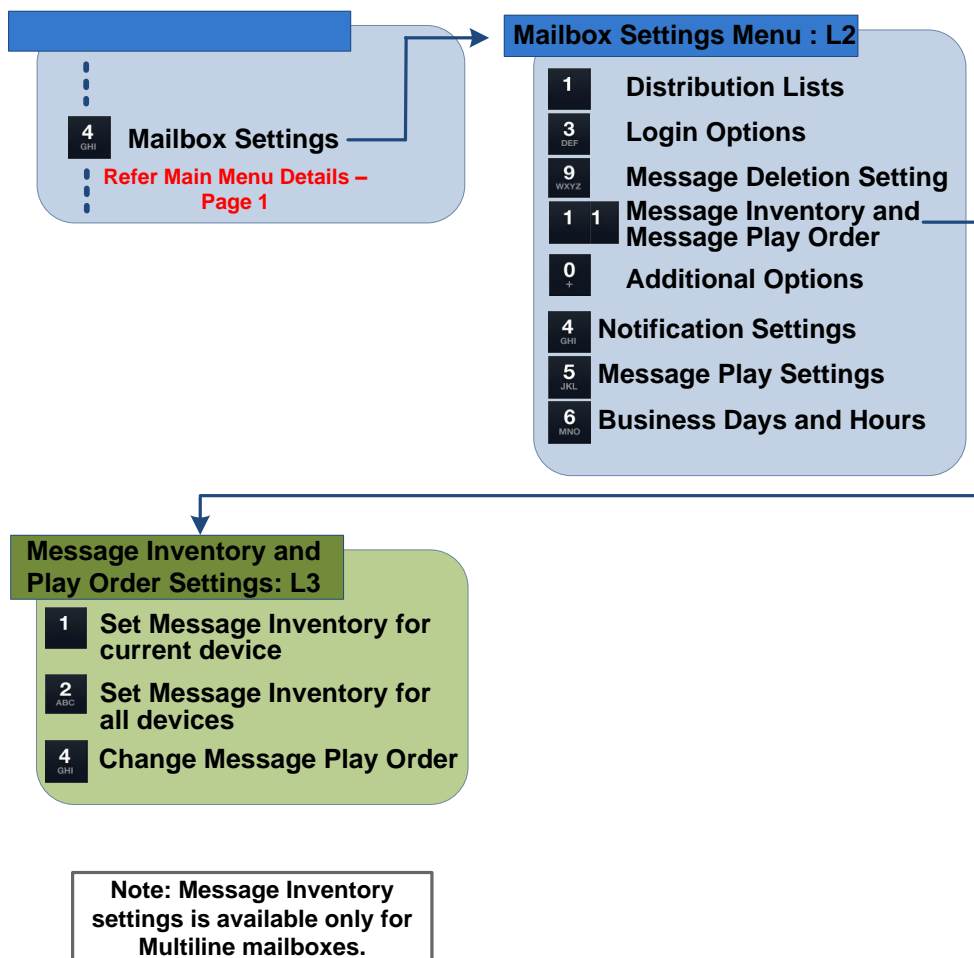 4
GHI
Mailbox Settings
Refer Main Menu Details –
Page 1
Mailbox Settings Menu : L2
1
Distribution Lists
3
DEF
Login Options
9
WXYZ
Message Deletion Setting
1 1
Message Inventory and
Message Play Order
0
+
Additional Options
4
GHI
Notification Settings
5
JKL
Message Play Settings
6
MNO
Business Days and Hours
Message Inventory and
Play Order Settings: L3
1
Set Message Inventory for
current device
2
ABC
Set Message Inventory for
all devices
4
GHI
Change Message Play Order
Note: Message Inventory
settings is available only for
Multiline mailboxes.